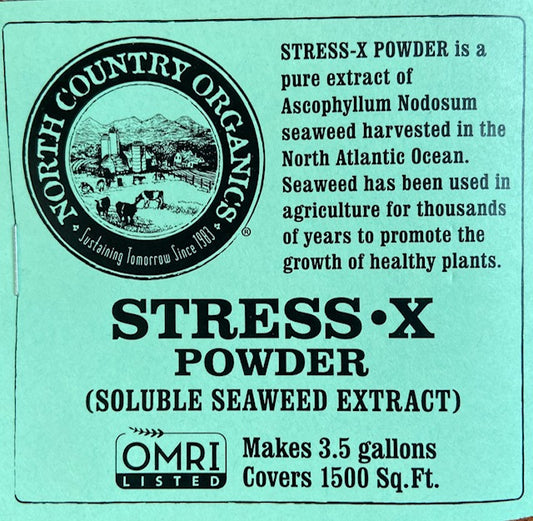 NORTH COUNTRY ORGANICS
Sustaining Tomorrow Since 1983
®
STRESS-X POWDER is a
pure extract of
Ascophyllum Nodosum
seaweed harvested in the
North Atlantic Ocean.
Seaweed has been used in
agriculture for thousands
of years to promote the
growth of healthy plants.
STRESS•X
POWDER
(SOLUBLE SEAWEED EXTRACT)
OMRI
LISTED
Makes 3.5 gallons
Covers 1500 Sq.Ft.